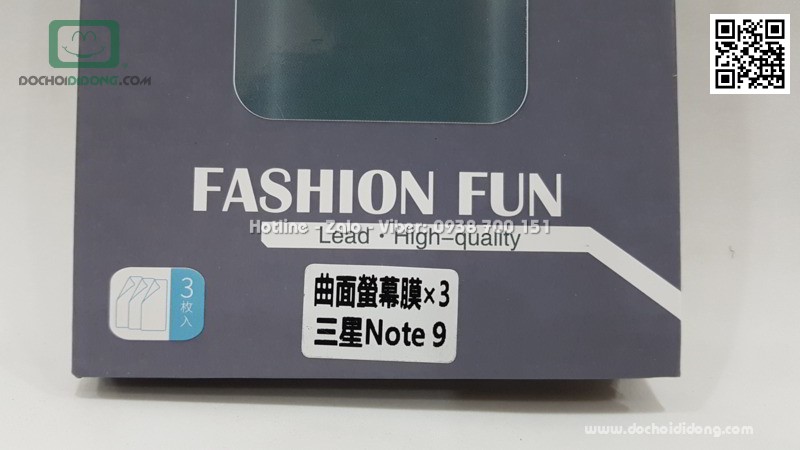 DOCHOIDIDONG.COM
FASHION FUN
Hotline - Zalo - Viber: 0938 700 151
Lead · High-quality
3
枚入
曲面螢幕膜×3
三星Note 9
www.dochoididong.com